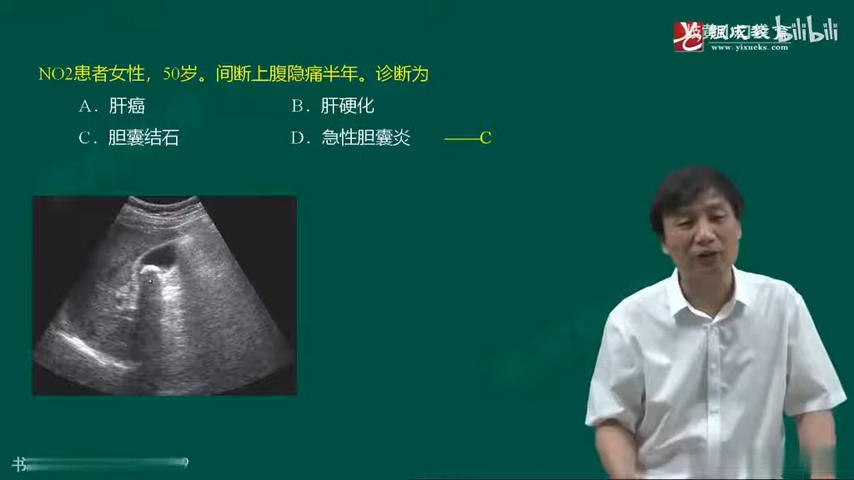 bilibili
www.yixueks.com
NO2患者女性，50岁。间断上腹隐痛半年。诊断为
A．肝癌
B．肝硬化
C．胆囊结石
D．急性胆囊炎 ——C
书